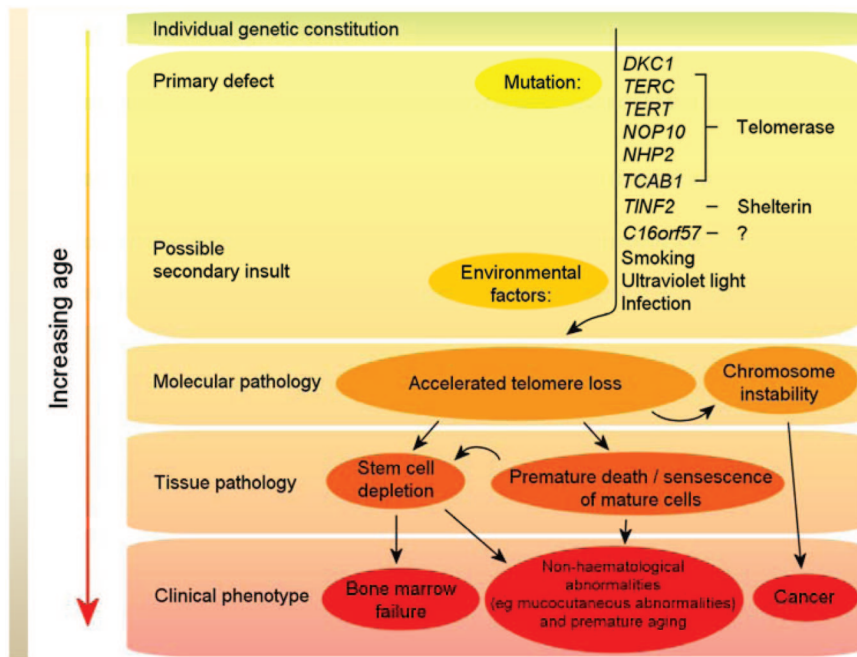 Individual genetic constitution
Primary defect
Mutation:
DKC1
TERC
TERT
NOP10
NHP2
TCAB1
Telomerase
TINF2 – Shelterin
C16orf57 – ?
Possible
secondary insult
Environmental
factors:
Smoking
Ultraviolet light
Infection
Increasing age
Molecular pathology
Accelerated telomere loss
Chromosome
instability
Tissue pathology
Stem cell
depletion
Premature death / sensescence
of mature cells
Clinical phenotype
Bone marrow
failure
Non-haematological
abnormalities
(eg mucocutaneous abnormalities)
and premature aging
Cancer